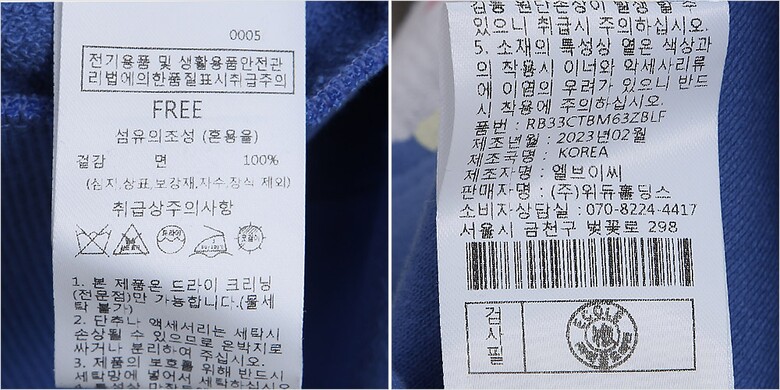 0005
전기용품 및 생활용품안전관
리법에의한품질표시취급주의
FREE
섬유의조성 (혼용율)
겉감 면 100%
(심지,상표,보강재,자수,장식 제외)
취급상주의사항
1. 본 제품은 드라이 크리닝
(전문점)만 가능합니다.(물세
탁 불가)
2. 단추나 액세서리는 세탁시
손상될 수 있으므로 은박지로
싸거나 분리하여 주십시오.
3. 제품의 보호를 위해 반드시
세탁망에 넣어서 세탁하십시오
있으니 취급시 주의하십시오.
5. 소재의 특성상 옅은 색상과
의 착용시 이너와 악세사리류
에 이염의 우려가 있으니 반드
시 착용에 주의하십시오.
품번 : RB33CTBM63ZBLF
제조년월 : 2023년02월
제조국명 : KOREA
제조자명 : 엘브이씨
판매자명 : (주)위듀홀딩스
소비자상담실 : 070-8224-4417
서울시 금천구 벚꽃로 298
검사필